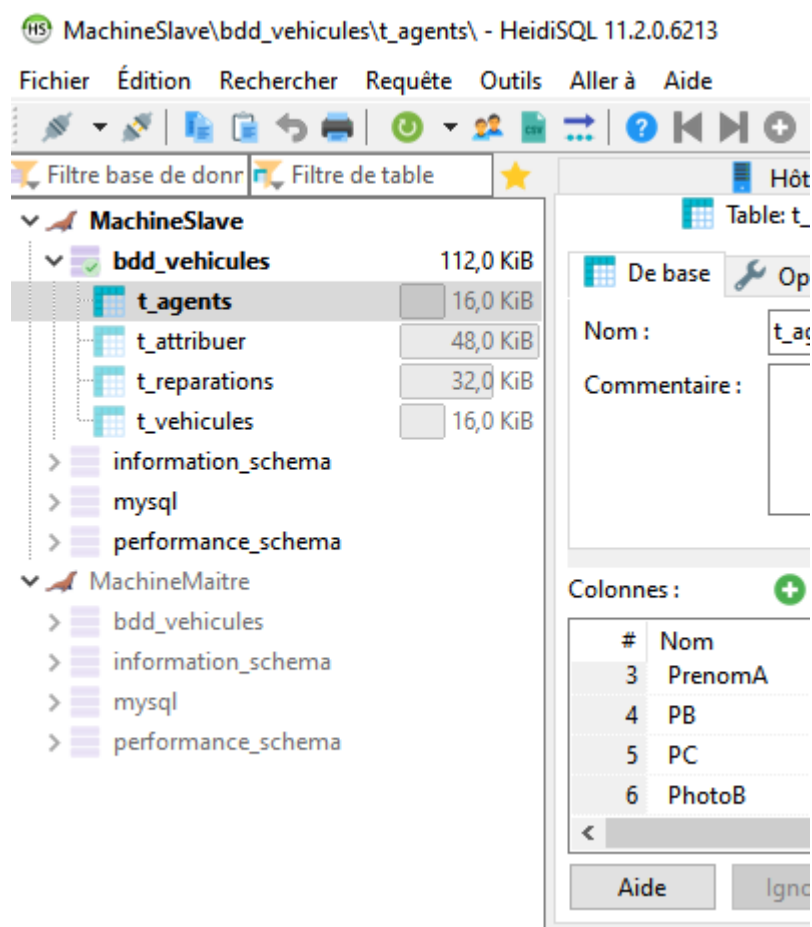 MachineSlave\bdd_vehicules\t_agents\ - HeidiSQL 11.2.0.6213
Fichier Édition Rechercher Requête Outils Aller à Aide
Filtre base de donr Filtre de table
Hôt
MachineSlave
Table: t_
bdd_vehicules 112,0 KiB
De base Op
t_agents 16,0 KiB
t_attribuer 48,0 KiB
Nom : t_ag
t_reparations 32,0 KiB
Commentaire :
t_vehicules 16,0 KiB
information_schema
mysql
performance_schema
MachineMaitre
Colonnes :
bdd_vehicules
# Nom
information_schema
3 PrenomA
mysql
4 PB
performance_schema
5 PC
6 PhotoB
Aide Igno